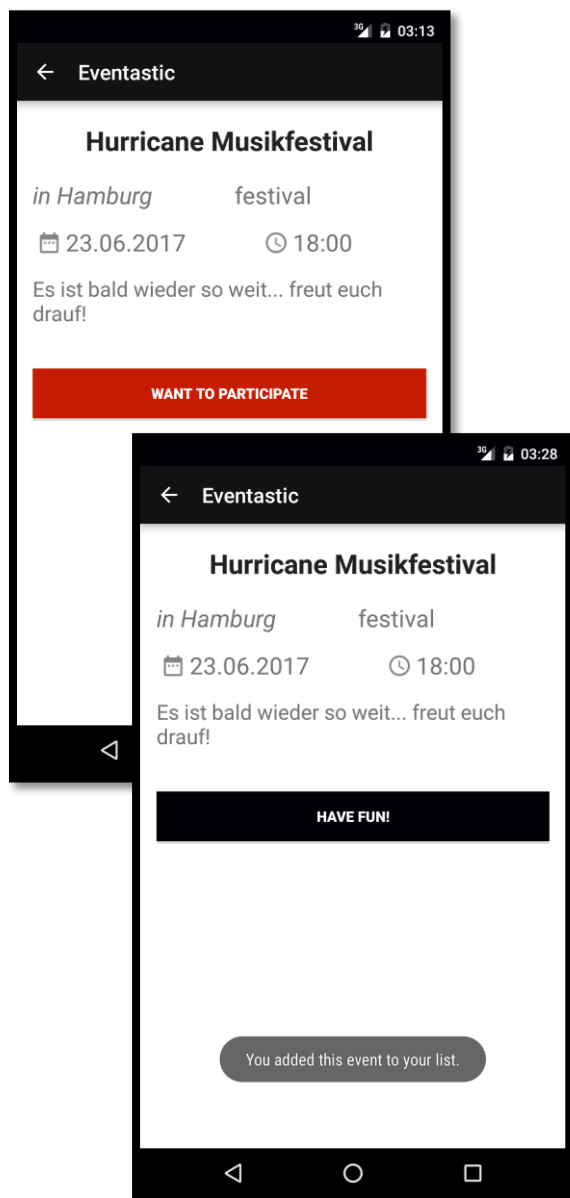 3G 03:13
Eventastic
Hurricane Musikfestival
in Hamburg festival
23.06.2017 18:00
Es ist bald wieder so weit... freut euch
drauf!
WANT TO PARTICIPATE
3G 03:28
Eventastic
Hurricane Musikfestival
in Hamburg festival
23.06.2017 18:00
Es ist bald wieder so weit... freut euch
drauf!
HAVE FUN!
You added this event to your list.